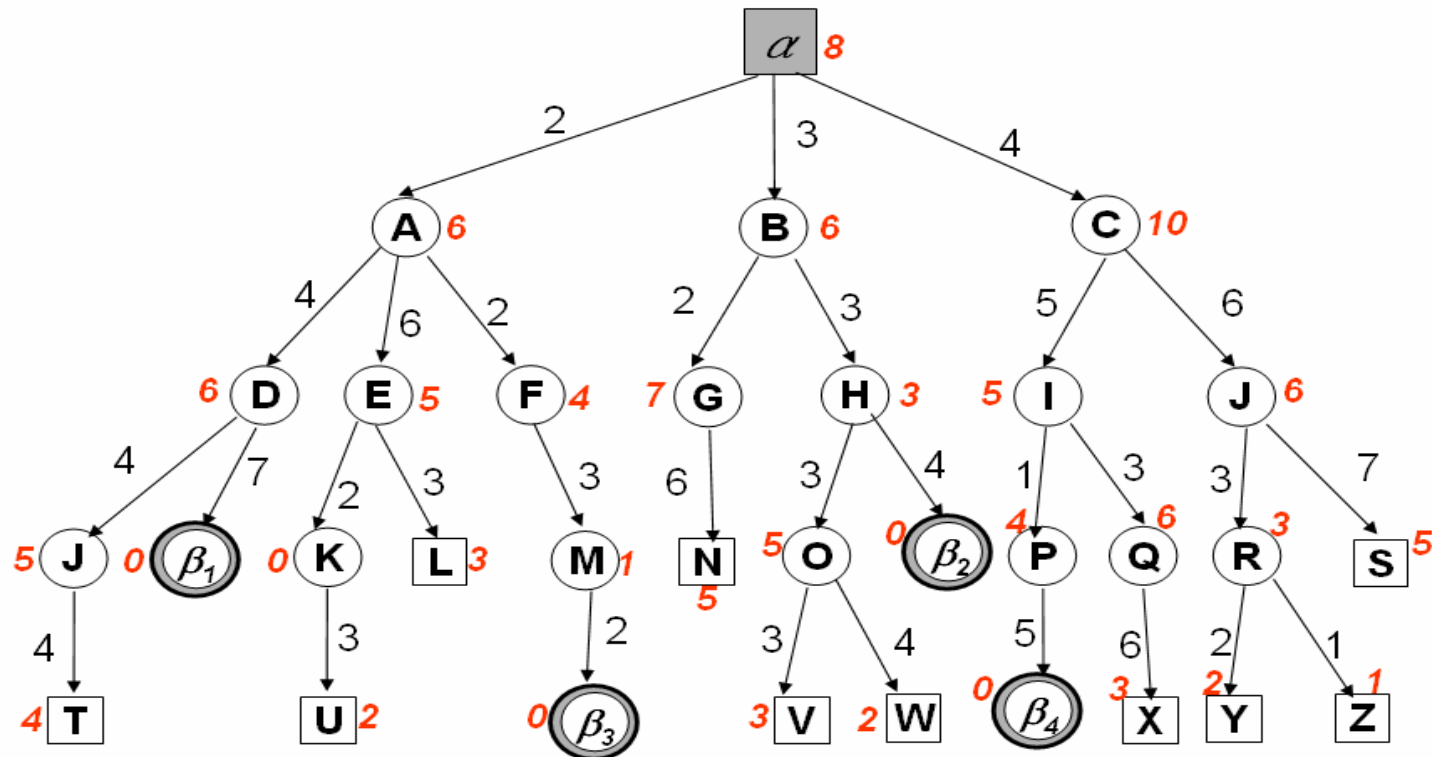 α 8
2 3 4
A 6 B 6 C 10
4 6 2 2 3 5 6
6 D E 5 F 4 7 G H 3 5 I J 6
4 7 2 3 3 6 3 4 1 3 3 7
5 J 0 β1 0 K L 3 M 1 N 5 5 O 0 β2 4 P 6 Q R 3 S 5
4 3 2 3 4 5 6 2 1
4 T U 2 0 β3 3 V 2 W 0 β4 3 X 2 Y 1 Z